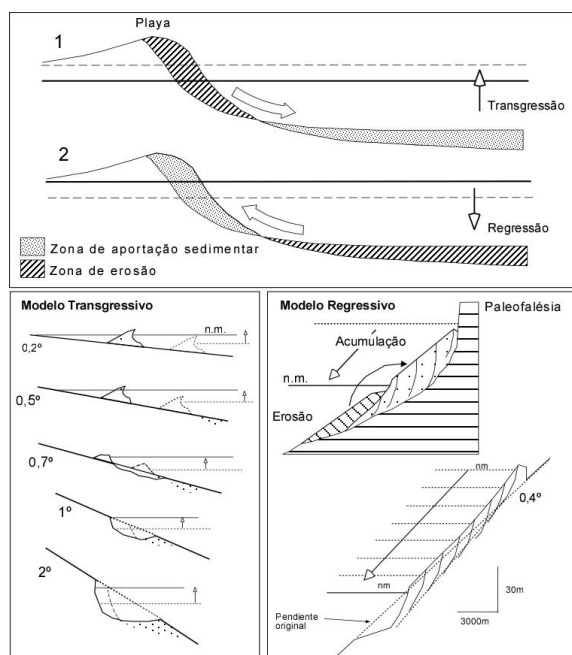 Playa
1
Transgressão
2
Regressão
Zona de aportação sedimentar
Zona de erosão
Modelo Transgressivo
n.m.
0,2º
0,5º
0,7º
1º
2º
Modelo Regressivo
Paleofalésia
Acumulação
n.m.
Erosão
nm
0,4º
nm
Pendiente
original
30m
3000m